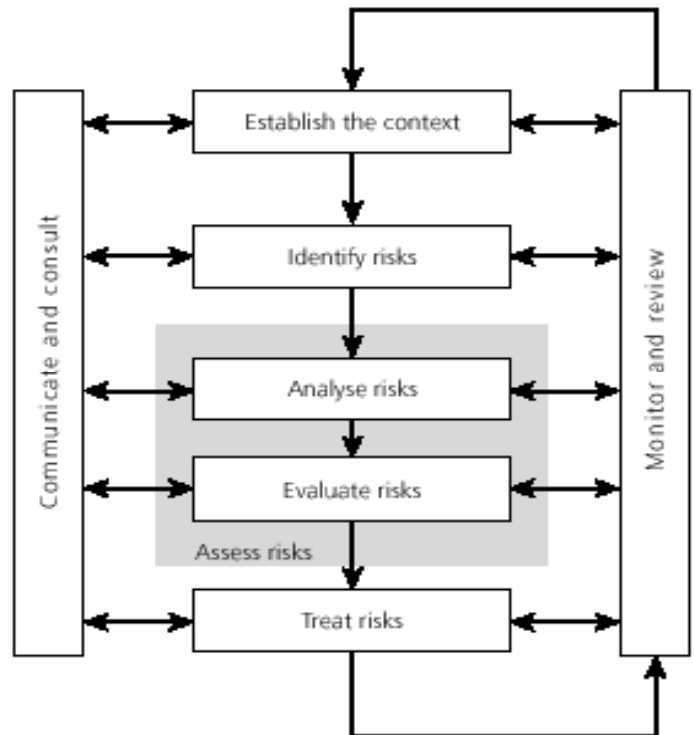 Establish the context
Communicate and consult
Identify risks
Monitor and review
Analyse risks
Evaluate risks
Assess risks
Treat risks